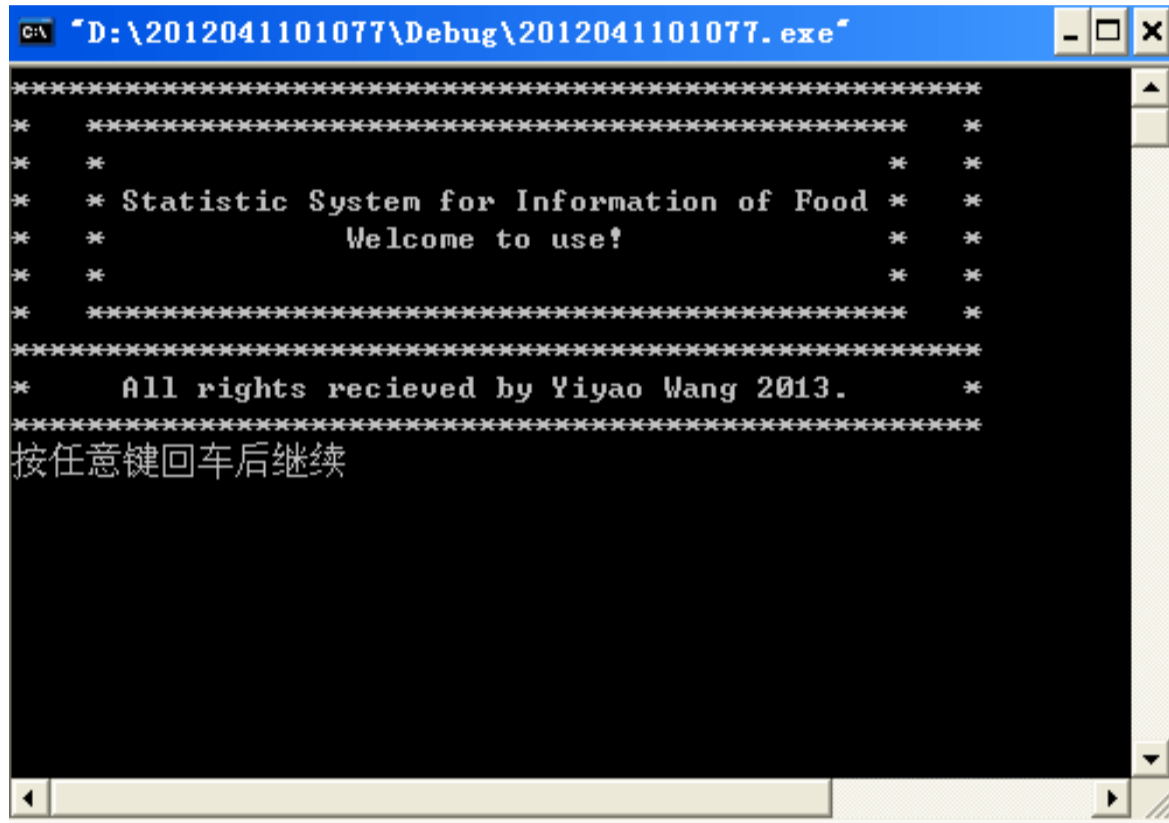 "D:\2012041101077\Debug\2012041101077.exe"
****************************************************
*   ********************************************   *
*   *                                          *   *
*   * Statistic System for Information of Food *   *
*   *             Welcome to use!              *   *
*   *                                          *   *
*   ********************************************   *
****************************************************
*     All rights recieved by Yiyao Wang 2013.      *
****************************************************
按任意键回车后继续